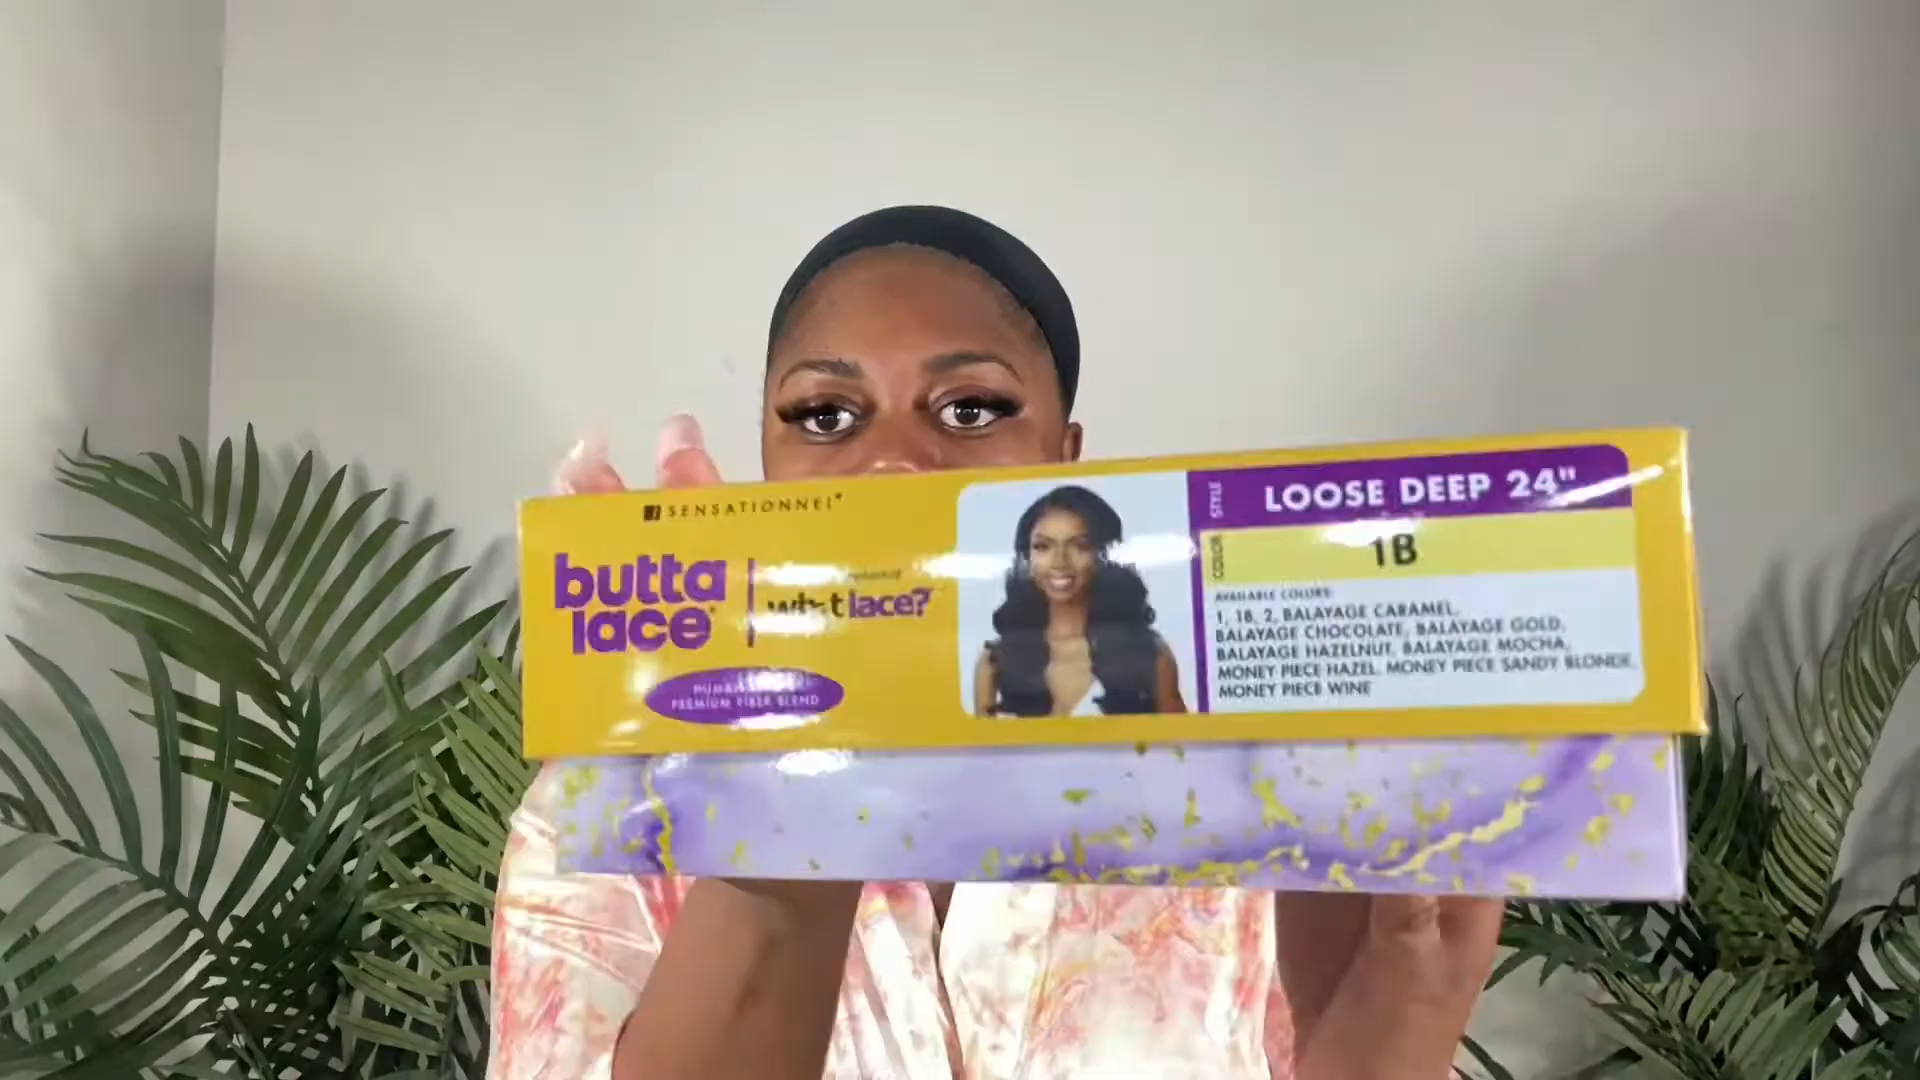 SENSATIONNEL
butta
lace
what lace?
HUMAN
PREMIUM FIBER BLEND
STYLE
LOOSE DEEP 24"
COLOR
1B
AVAILABLE COLORS:
1, 1B, 2, BALAYAGE CARAMEL,
BALAYAGE CHOCOLATE, BALAYAGE GOLD,
BALAYAGE HAZELNUT, BALAYAGE MOCHA,
MONEY PIECE HAZEL, MONEY PIECE SANDY BLONDE,
MONEY PIECE WINE